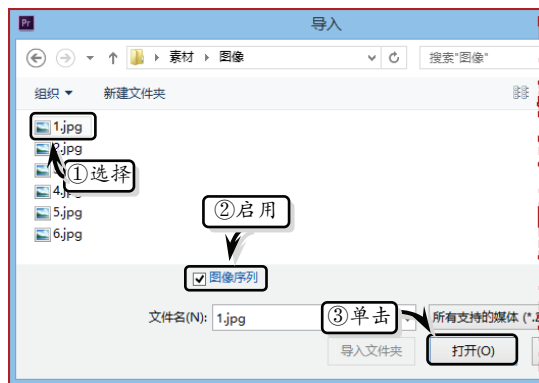 Pr 导入
素材 图像 搜索"图像"
组织 新建文件夹
1.jpg
2.jpg
①选择
4.jpg
5.jpg
②启用
6.jpg
图像序列
文件名(N): 1.jpg ③单击 所有支持的媒体 (*.
导入文件夹 打开(O)